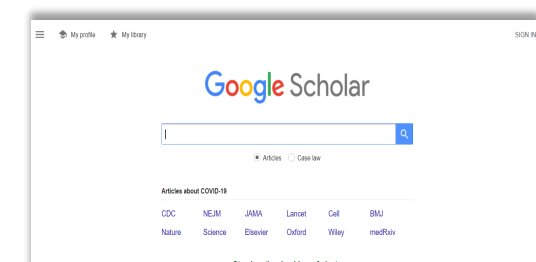 My profile My library SIGN IN
Google Scholar
Articles Case law
Articles about COVID-19
CDC NEJM JAMA Lancet Cell BMJ
Nature Science Elsevier Oxford Wiley medRxiv